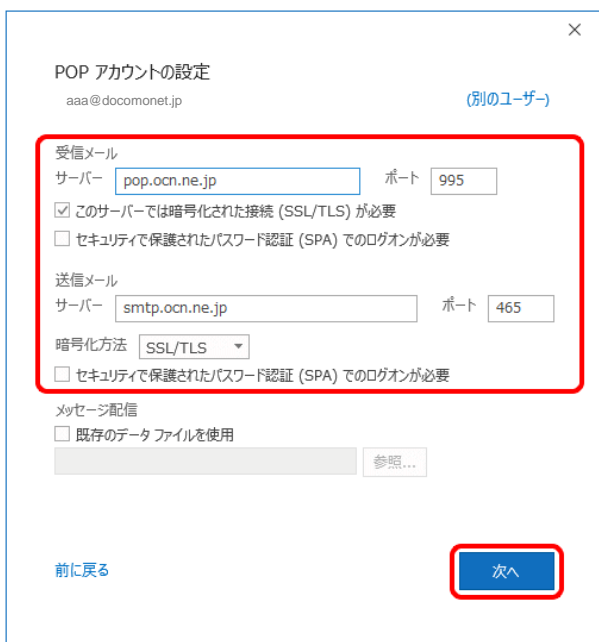 POP アカウントの設定
aaa@docomonet.jp (別のユーザー)
受信メール
サーバー pop.ocn.ne.jp ポート 995
このサーバーでは暗号化された接続 (SSL/TLS) が必要
セキュリティで保護されたパスワード認証 (SPA) でのログオンが必要
送信メール
サーバー smtp.ocn.ne.jp ポート 465
暗号化方法 SSL/TLS
セキュリティで保護されたパスワード認証 (SPA) でのログオンが必要
メッセージ配信
既存のデータ ファイルを使用
参照...
前に戻る 次へ